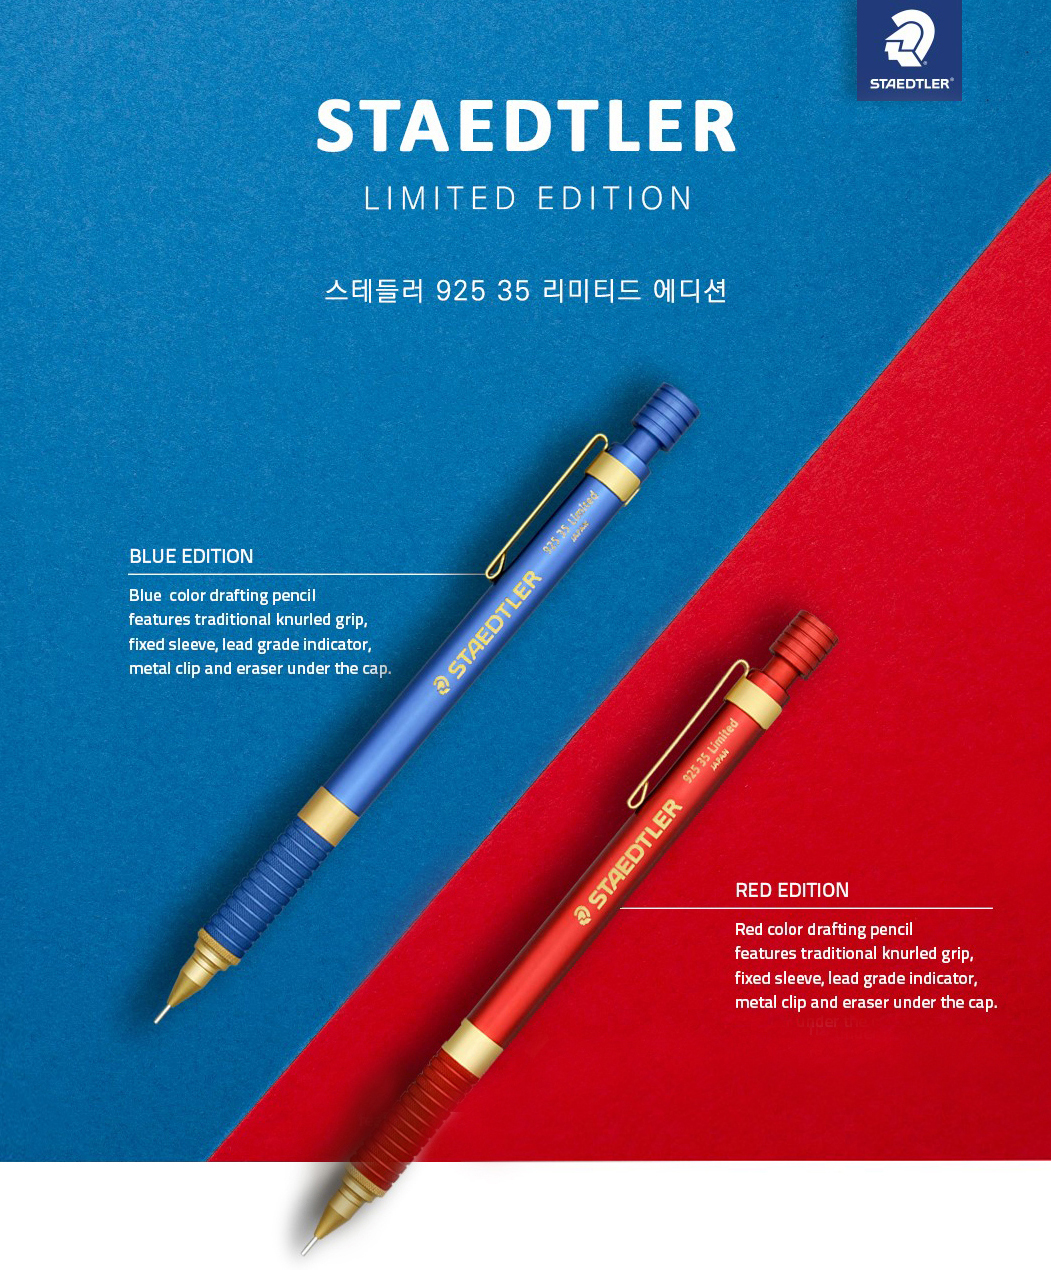 STAEDTLER®
STAEDTLER
LIMITED EDITION
스테들러 925 35 리미티드 에디션
925 35 Limited
JAPAN
STAEDTLER
BLUE EDITION
Blue color drafting pencil
features traditional knurled grip,
fixed sleeve, lead grade indicator,
metal clip and eraser under the cap.
925 35 Limited
JAPAN
STAEDTLER
RED EDITION
Red color drafting pencil
features traditional knurled grip,
fixed sleeve, lead grade indicator,
metal clip and eraser under the cap.
under the